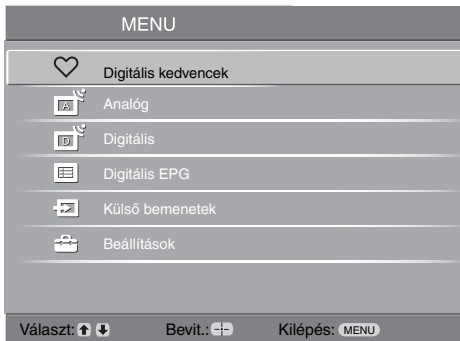 MENU
Digitális kedvencek
A Analóg
D Digitális
Digitális EPG
Külső bemenetek
Beállítások
Választ: Bevit.: Kilépés: MENU